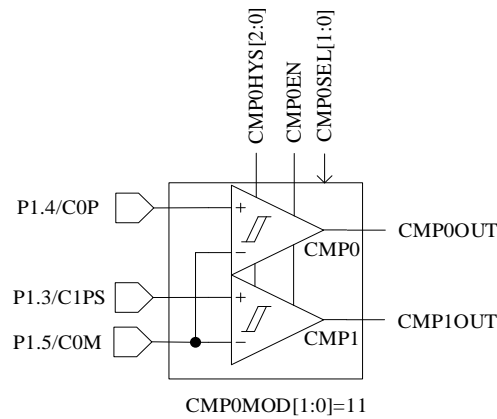 CMP0HYS[2:0]
CMP0EN
CMP0SEL[1:0]
P1.4/C0P
+
−
CMP0
CMP0OUT
P1.3/C1PS
+
P1.5/C0M
−
CMP1
CMP1OUT
CMP0MOD[1:0]=11